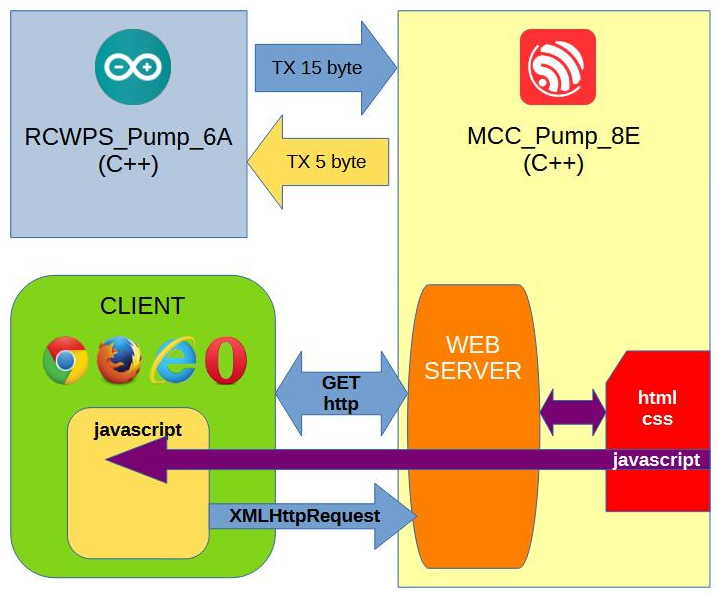 RCWPS_Pump_6A
(C++)
TX 15 byte
TX 5 byte
MCC_Pump_8E
(C++)
CLIENT
javascript
GET
http
XMLHttpRequest
WEB
SERVER
html
css
javascript